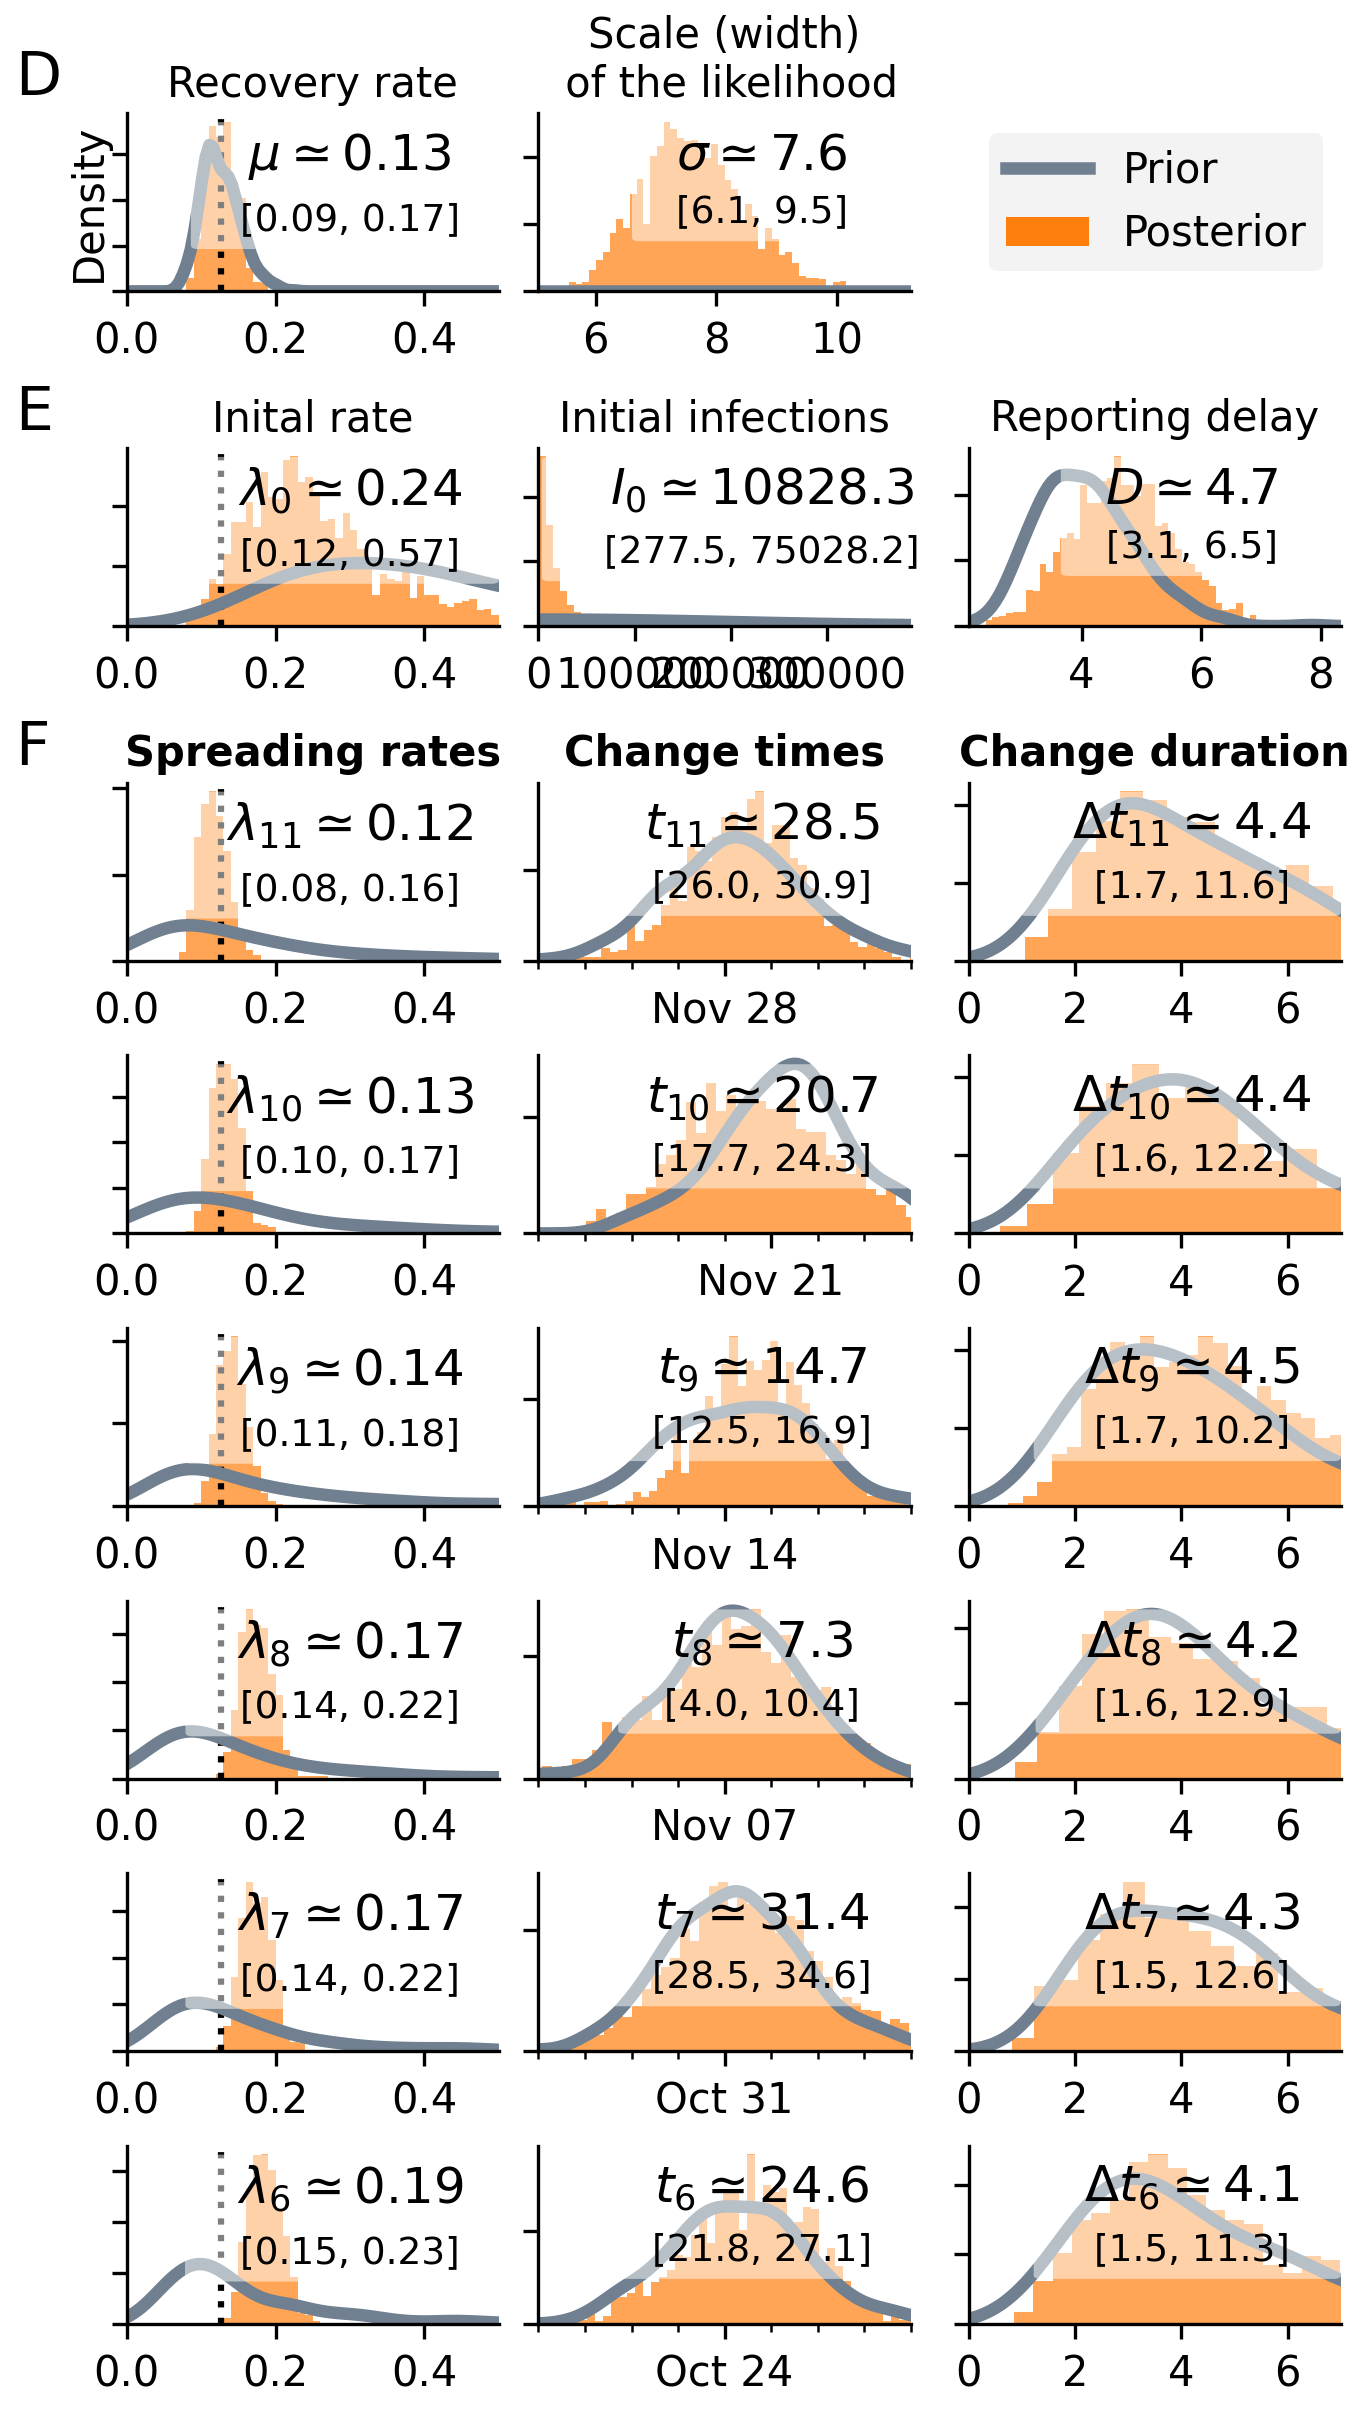 D
Recovery rate
Scale (width)
of the likelihood
Density
μ ≃ 0.13
[0.09, 0.17]
σ ≃ 7.6
[6.1, 9.5]
Prior
Posterior
0.0 0.2 0.4
6 8 10
E
Inital rate
Initial infections
Reporting delay
λ0 ≃ 0.24
[0.12, 0.57]
I0 ≃ 10828.3
[277.5, 75028.2]
D ≃ 4.7
[3.1, 6.5]
0.0 0.2 0.4
0 100000 200000 300000
4 6 8
F
Spreading rates
Change times
Change duration
λ11 ≃ 0.12
[0.08, 0.16]
t11 ≃ 28.5
[26.0, 30.9]
Δt11 ≃ 4.4
[1.7, 11.6]
0.0 0.2 0.4
Nov 28
0 2 4 6
λ10 ≃ 0.13
[0.10, 0.17]
t10 ≃ 20.7
[17.7, 24.3]
Δt10 ≃ 4.4
[1.6, 12.2]
0.0 0.2 0.4
Nov 21
0 2 4 6
λ9 ≃ 0.14
[0.11, 0.18]
t9 ≃ 14.7
[12.5, 16.9]
Δt9 ≃ 4.5
[1.7, 10.2]
0.0 0.2 0.4
Nov 14
0 2 4 6
λ8 ≃ 0.17
[0.14, 0.22]
t8 ≃ 7.3
[4.0, 10.4]
Δt8 ≃ 4.2
[1.6, 12.9]
0.0 0.2 0.4
Nov 07
0 2 4 6
λ7 ≃ 0.17
[0.14, 0.22]
t7 ≃ 31.4
[28.5, 34.6]
Δt7 ≃ 4.3
[1.5, 12.6]
0.0 0.2 0.4
Oct 31
0 2 4 6
λ6 ≃ 0.19
[0.15, 0.23]
t6 ≃ 24.6
[21.8, 27.1]
Δt6 ≃ 4.1
[1.5, 11.3]
0.0 0.2 0.4
Oct 24
0 2 4 6